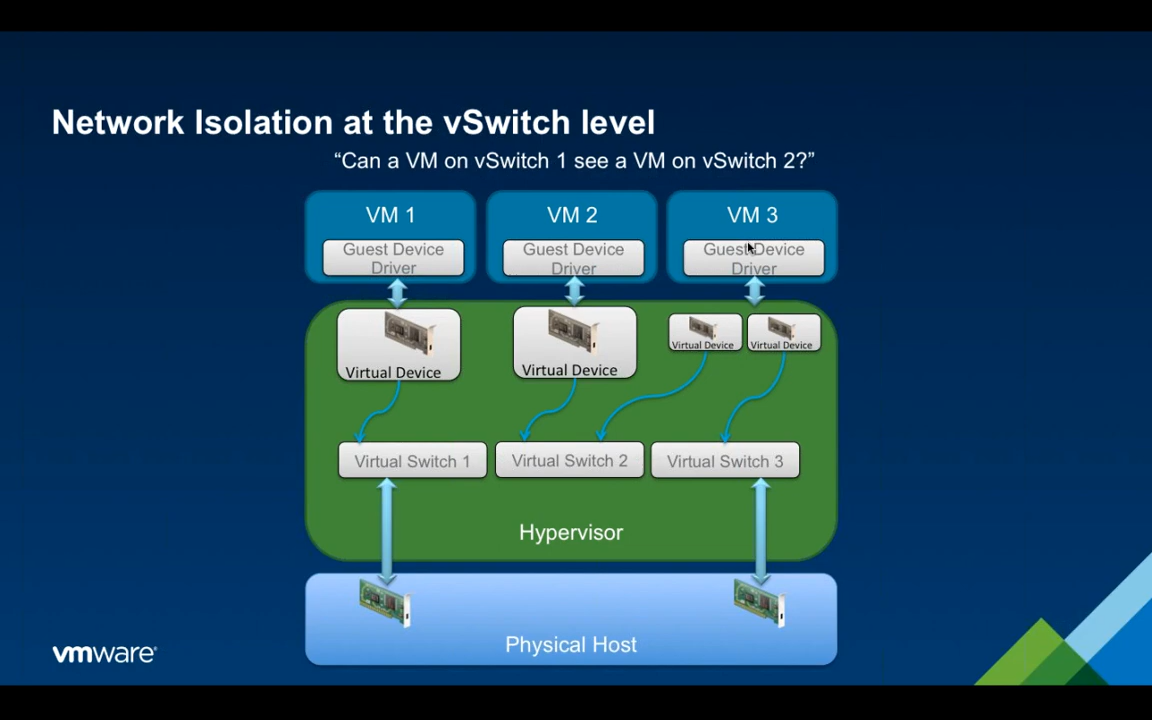 Network Isolation at the vSwitch level
“Can a VM on vSwitch 1 see a VM on vSwitch 2?”
VM 1
Guest Device
Driver
VM 2
Guest Device
Driver
VM 3
Guest Device
Driver
Virtual Device
Virtual Device
Virtual Device
Virtual Device
Virtual Switch 1
Virtual Switch 2
Virtual Switch 3
Hypervisor
Physical Host
vmware®